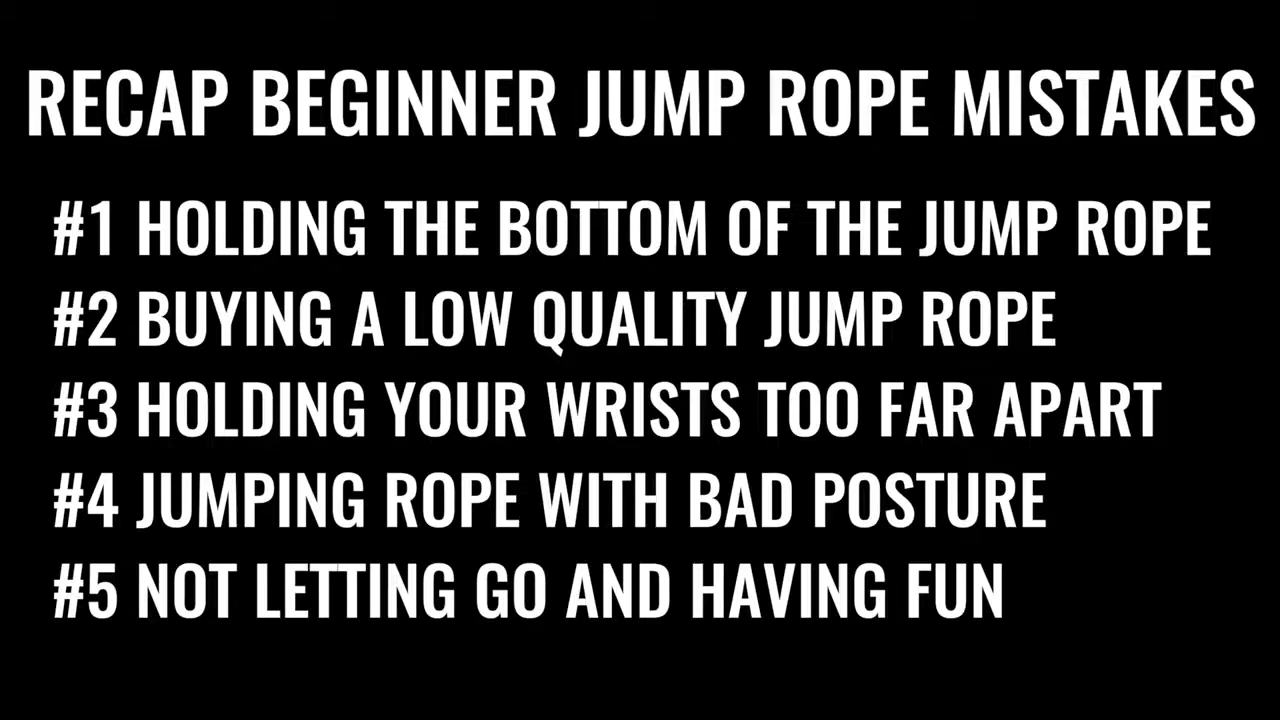 RECAP BEGINNER JUMP ROPE MISTAKES
#1 HOLDING THE BOTTOM OF THE JUMP ROPE
#2 BUYING A LOW QUALITY JUMP ROPE
#3 HOLDING YOUR WRISTS TOO FAR APART
#4 JUMPING ROPE WITH BAD POSTURE
#5 NOT LETTING GO AND HAVING FUN